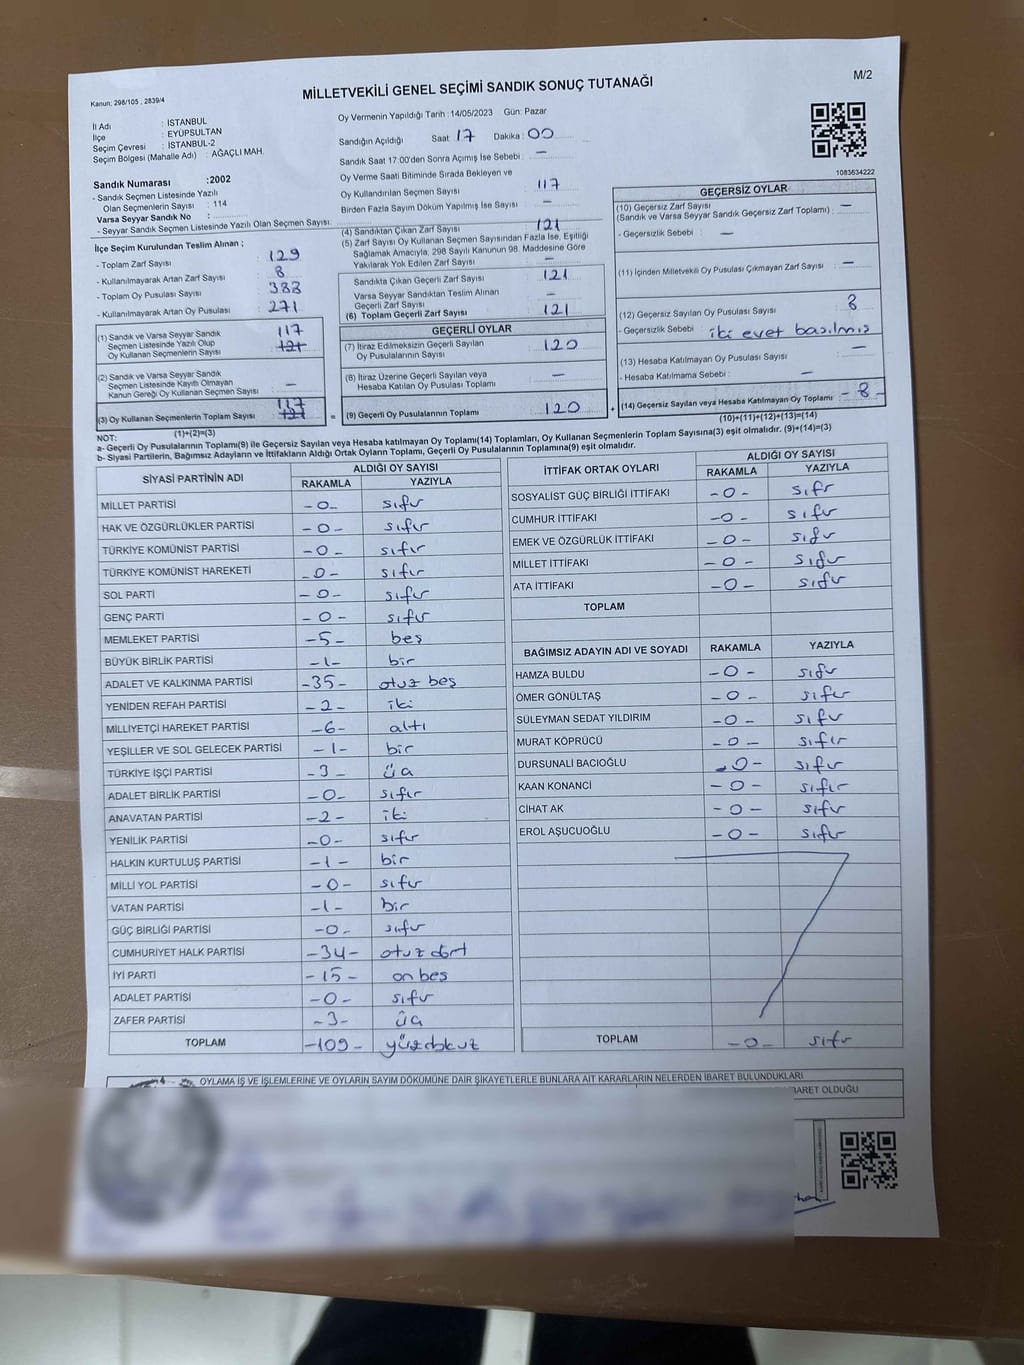 M/2
MİLLETVEKİLİ GENEL SEÇİMİ SANDIK SONUÇ TUTANAĞI
Kanun: 298/105 , 2839/4
İl Adı : İSTANBUL
İlçe : EYÜPSULTAN
Seçim Çevresi : İSTANBUL-2
Seçim Bölgesi (Mahalle Adı) : AĞAÇLI MAH.
Sandık Numarası :2002
- Sandık Seçmen Listesinde Yazılı
Olan Seçmenlerin Sayısı : 114
Varsa Seyyar Sandık No :
- Seyyar Sandık Seçmen Listesinde Yazılı Olan Seçmen Sayısı:
İlçe Seçim Kurulundan Teslim Alınan ;
- Toplam Zarf Sayısı : 129
- Kullanılmayarak Artan Zarf Sayısı : 8
- Toplam Oy Pusulası Sayısı : 388
- Kullanılmayarak Artan Oy Pusulası : 271
(1) Sandık ve Varsa Seyyar Sandık
Seçmen Listesinde Yazılı Olup
Oy Kullanan Seçmenlerin Sayısı : 117 121
(2) Sandık ve Varsa Seyyar Sandık
Seçmen Listesinde Kayıtlı Olmayan
Kanun Gereği Oy Kullanan Seçmen Sayısı : –
(3) Oy Kullanan Seçmenlerin Toplam Sayısı : 117 121
(1)+(2)=(3)
Oy Vermenin Yapıldığı Tarih : 14/05/2023 Gün: Pazar
Sandığın Açıldığı Saat : 17 Dakika : 00
Sandık Saat 17:00'den Sonra Açımış İse Sebebi : –
Oy Verme Saati Bitiminde Sırada Bekleyen ve
Oy Kullandırılan Seçmen Sayısı : 117
Birden Fazla Sayım Döküm Yapılmış İse Sayısı : –
(4) Sandıktan Çıkan Zarf Sayısı : 121
(5) Zarf Sayısı Oy Kullanan Seçmen Sayısından Fazla İse, Eşitliği
Sağlamak Amacıyla, 298 Sayılı Kanunun 98. Maddesine Göre
Yakılarak Yok Edilen Zarf Sayısı : –
Sandıkta Çıkan Geçerli Zarf Sayısı : 121
Varsa Seyyar Sandıktan Teslim Alınan
Geçerli Zarf Sayısı : –
(6) Toplam Geçerli Zarf Sayısı : 121
GEÇERLİ OYLAR
(7) İtiraz Edilmeksizin Geçerli Sayılan
Oy Pusulalarının Sayısı : 120
(8) İtiraz Üzerine Geçerli Sayılan veya
Hesaba Katılan Oy Pusulası Toplamı : –
= (9) Geçerli Oy Pusulalarının Toplamı : 120
1083634222
GEÇERSİZ OYLAR
(10) Geçersiz Zarf Sayısı : –
(Sandık ve Varsa Seyyar Sandık Geçersiz Zarf Toplamı)
- Geçersizlik Sebebi : –
(11) İçinden Milletvekili Oy Pusulası Çıkmayan Zarf Sayısı : –
(12) Geçersiz Sayılan Oy Pusulası Sayısı : 8
- Geçersizlik Sebebi : iki evet basılmış
(13) Hesaba Katılmayan Oy Pusulası Sayısı : –
- Hesaba Katılmama Sebebi : –
+ (14) Geçersiz Sayılan veya Hesaba Katılmayan Oy Toplamı : -8-
(10)+(11)+(12)+(13)=(14)
NOT:
a- Geçerli Oy Pusulalarının Toplamı(9) ile Geçersiz Sayılan veya Hesaba katılmayan Oy Toplamı(14) Toplamları, Oy Kullanan Seçmenlerin Toplam Sayısına(3) eşit olmalıdır. (9)+(14)=(3)
b- Siyasi Partilerin, Bağımsız Adayların ve İttifakların Aldığı Ortak Oyların Toplamı, Geçerli Oy Pusulalarının Toplamına(9) eşit olmalıdır.
SİYASİ PARTİNİN ADI ALDIĞI OY SAYISI
RAKAMLA YAZIYLA
MİLLET PARTİSİ -0- sıfır
HAK VE ÖZGÜRLÜKLER PARTİSİ -0- sıfır
TÜRKİYE KOMÜNİST PARTİSİ -0- sıfır
TÜRKİYE KOMÜNİST HAREKETİ -0- sıfır
SOL PARTİ -0- sıfır
GENÇ PARTİ -0- sıfır
MEMLEKET PARTİSİ -5- beş
BÜYÜK BİRLİK PARTİSİ -1- bir
ADALET VE KALKINMA PARTİSİ -35- otuz beş
YENİDEN REFAH PARTİSİ -2- iki
MİLLİYETÇİ HAREKET PARTİSİ -6- altı
YEŞİLLER VE SOL GELECEK PARTİSİ -1- bir
TÜRKİYE İŞÇİ PARTİSİ -3- üç
ADALET BİRLİK PARTİSİ -0- sıfır
ANAVATAN PARTİSİ -2- iki
YENİLİK PARTİSİ -0- sıfır
HALKIN KURTULUŞ PARTİSİ -1- bir
MİLLİ YOL PARTİSİ -0- sıfır
VATAN PARTİSİ -1- bir
GÜÇ BİRLİĞİ PARTİSİ -0- sıfır
CUMHURİYET HALK PARTİSİ -34- otuz dört
İYİ PARTİ -15- on beş
ADALET PARTİSİ -0- sıfır
ZAFER PARTİSİ -3- üç
TOPLAM -109- yüzdokuz
İTTİFAK ORTAK OYLARI ALDIĞI OY SAYISI
RAKAMLA YAZIYLA
SOSYALİST GÜÇ BİRLİĞİ İTTİFAKI -0- sıfır
CUMHUR İTTİFAKI -0- sıfır
EMEK VE ÖZGÜRLÜK İTTİFAKI -0- sıfır
MİLLET İTTİFAKI -0- sıfır
ATA İTTİFAKI -0- sıfır
TOPLAM
BAĞIMSIZ ADAYIN ADI VE SOYADI RAKAMLA YAZIYLA
HAMZA BULDU -0- sıfır
ÖMER GÖNÜLTAŞ -0- sıfır
SÜLEYMAN SEDAT YILDIRIM -0- sıfır
MURAT KÖPRÜCÜ -0- sıfır
DURSUNALİ BACIOĞLU -0- sıfır
KAAN KONANCİ -0- sıfır
CİHAT AK -0- sıfır
EROL AŞUCUOĞLU -0- sıfır
TOPLAM -0- sıfır
OYLAMA İŞ VE İŞLEMLERİNE VE OYLARIN SAYIM DÖKÜMÜNE DAİR ŞİKAYETLERLE BUNLARA AİT KARARLARIN NELERDEN İBARET BULUNDUKLARI
BARET OLDUĞU